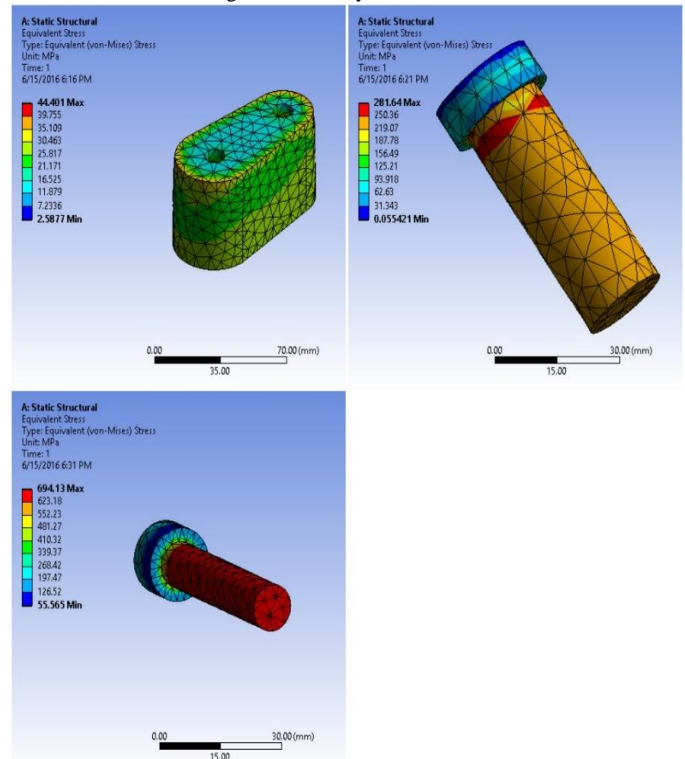 A: Static Structural
Equivalent Stress
Type: Equivalent (von-Mises) Stress
Unit: MPa
Time: 1
6/15/2016 6:16 PM
44.401 Max
39.755
35.109
30.463
25.817
21.171
16.525
11.879
7.2336
2.5877 Min
0.00
70.00 (mm)
35.00
A: Static Structural
Equivalent Stress
Type: Equivalent (von-Mises) Stress
Unit: MPa
Time: 1
6/15/2016 6:21 PM
281.64 Max
250.36
219.07
187.78
156.49
125.21
93.918
62.63
31.343
0.055421 Min
0.00
30.00 (mm)
15.00
A: Static Structural
Equivalent Stress
Type: Equivalent (von-Mises) Stress
Unit: MPa
Time: 1
6/15/2016 6:31 PM
694.13 Max
623.18
552.23
481.27
410.32
339.37
268.42
197.47
126.52
55.565 Min
0.00
30.00 (mm)
15.00